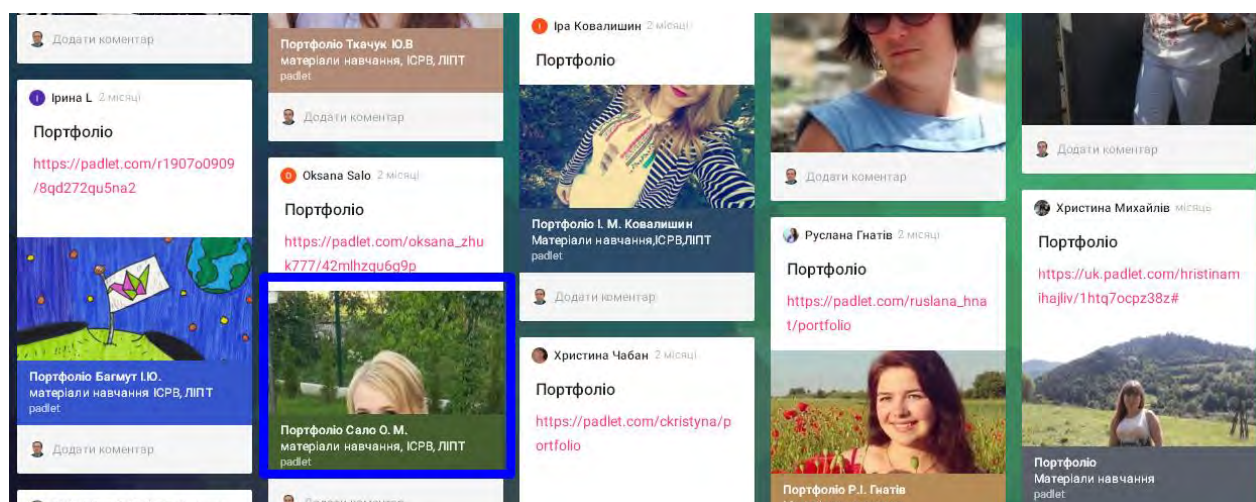 Додати коментар
Ірина L 2 місяці
Портфоліо
https://padlet.com/r1907o0909
/8qd272qu5na2
Портфоліо Багмут І.Ю.
матеріали навчання ІСРВ, ЛІПТ
padlet
Додати коментар
Портфоліо Ткачук Ю.В
матеріали навчання, ІСРВ, ЛІПТ
padlet
Додати коментар
Oksana Salo 2 місяці
Портфоліо
https://padlet.com/oksana_zhu
k777/42mlhzqu6g9p
Портфоліо Сало О. М.
матеріали навчання, ІСРВ, ЛІПТ
padlet
Додати коментар
Іра Ковалишин 2 місяці
Портфоліо
Портфоліо І. М. Ковалишин
Матеріали навчання,ІСРВ,ЛІПТ
padlet
Додати коментар
Христина Чабан 2 місяці
Портфоліо
https://padlet.com/ckristyna/p
ortfolio
Додати коментар
Руслана Гнатів 2 місяці
Портфоліо
https://padlet.com/ruslana_hna
t/portfolio
Портфоліо Р.І. Гнатів
Додати коментар
Христина Михайлів місяць
Портфоліо
https://uk.padlet.com/hristinam
ihajliv/1htq7ocpz38z#
Портфоліо
Матеріали навчання
padlet